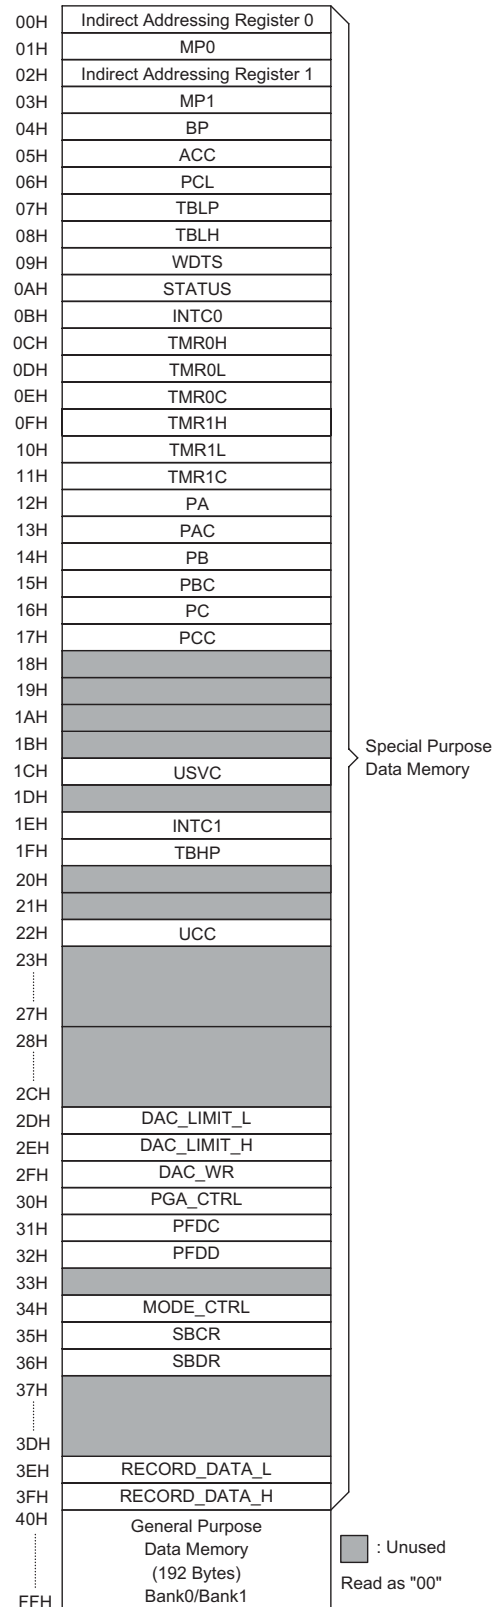 00H Indirect Addressing Register 0
01H MP0
02H Indirect Addressing Register 1
03H MP1
04H BP
05H ACC
06H PCL
07H TBLP
08H TBLH
09H WDTS
0AH STATUS
0BH INTC0
0CH TMR0H
0DH TMR0L
0EH TMR0C
0FH TMR1H
10H TMR1L
11H TMR1C
12H PA
13H PAC
14H PB
15H PBC
16H PC
17H PCC
18H
19H
1AH
1BH
1CH USVC
1DH
1EH INTC1
1FH TBHP
20H
21H
22H UCC
23H
27H
28H
2CH
2DH DAC_LIMIT_L
2EH DAC_LIMIT_H
2FH DAC_WR
30H PGA_CTRL
31H PFDC
32H PFDD
33H
34H MODE_CTRL
35H SBCR
36H SBDR
37H
3DH
3EH RECORD_DATA_L
3FH RECORD_DATA_H
Special Purpose
Data Memory
40H
General Purpose
Data Memory
(192 Bytes)
FFH Bank0/Bank1
: Unused
Read as "00"